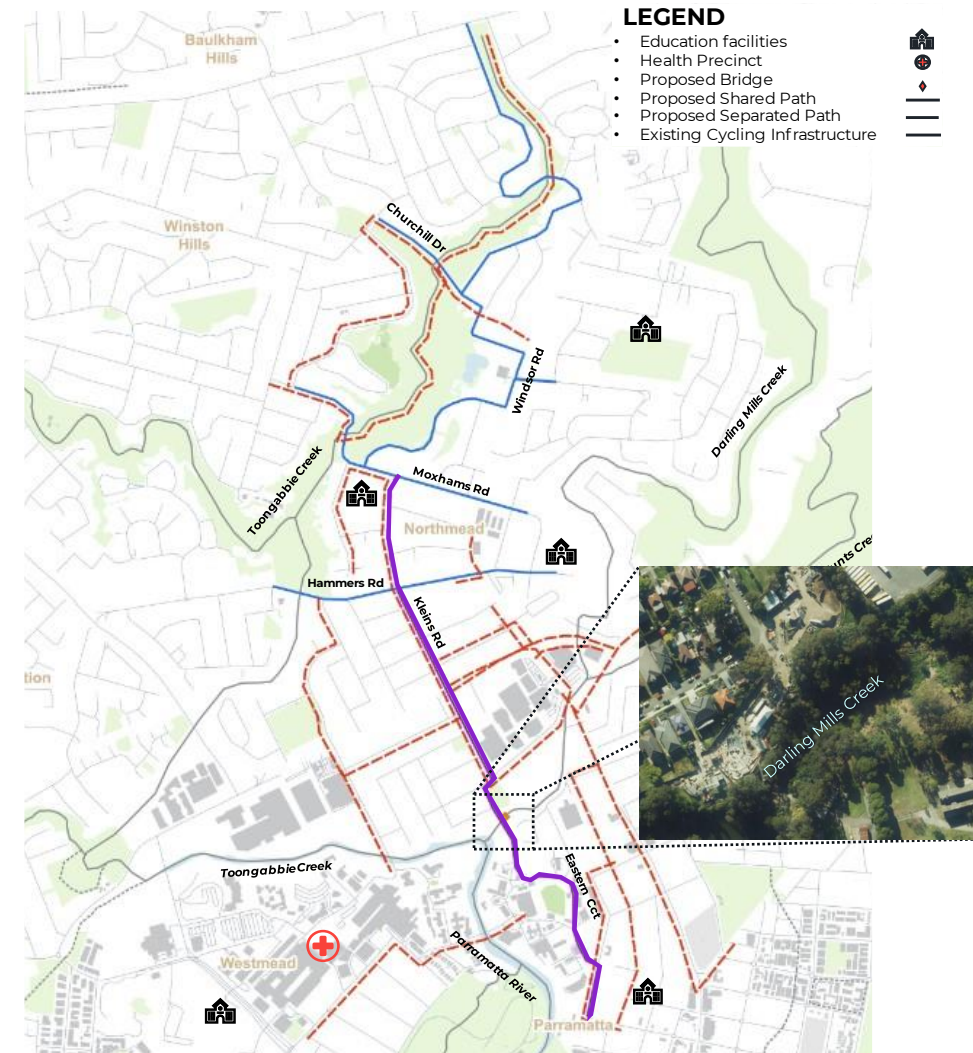 LEGEND
• Education facilities
• Health Precinct
• Proposed Bridge
• Proposed Shared Path
• Proposed Separated Path
• Existing Cycling Infrastructure
Baulkham
Hills
Churchill Dr
Winston
Hills
Windsor Rd
Darling Mills Creek
Toongabbie Creek
Moxhams Rd
Northmead
Hammers Rd
Kleins Rd
Darling Mills Creek
Toongabbie Creek
Eastern Cct
Westmead
Parramatta River
Parramatta